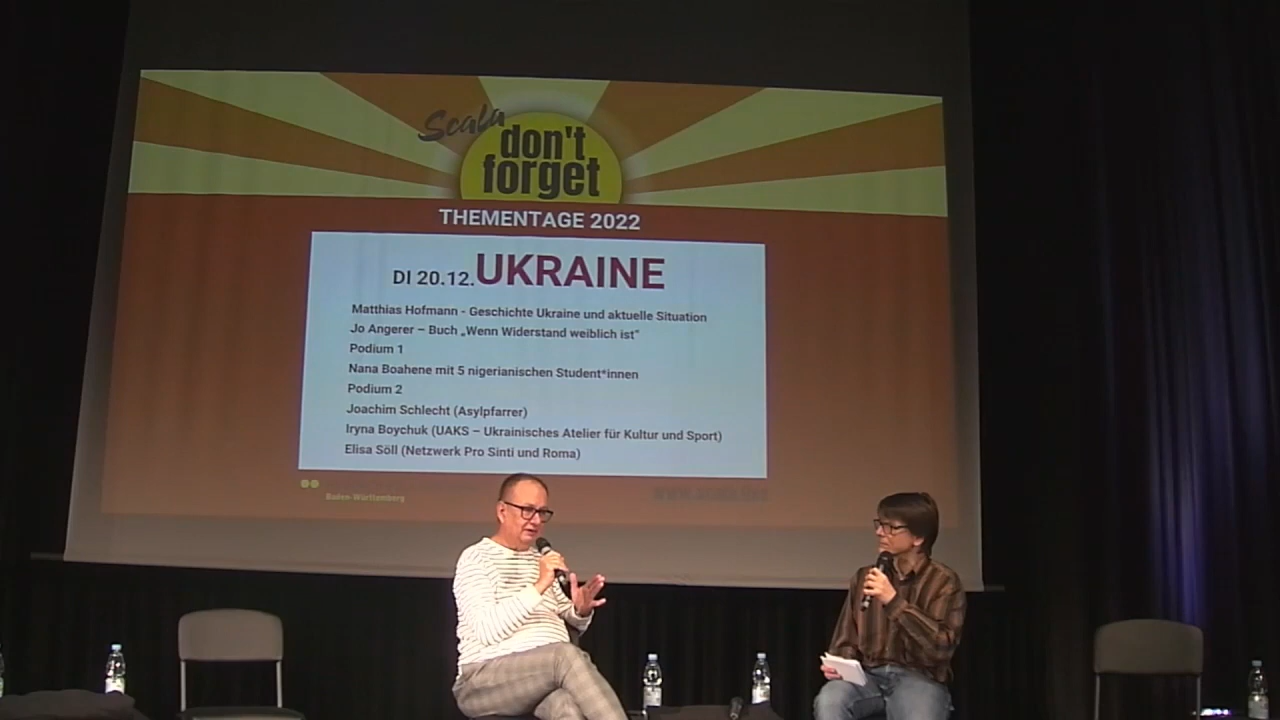 Scala
don't
forget
THEMENTAGE 2022
DI 20.12. UKRAINE
Matthias Hofmann - Geschichte Ukraine und aktuelle Situation
Jo Angerer – Buch „Wenn Widerstand weiblich ist“
Podium 1
Nana Boahene mit 5 nigerianischen Student*innen
Podium 2
Joachim Schlecht (Asylpfarrer)
Iryna Boychuk (UAKS – Ukrainisches Atelier für Kultur und Sport)
Elisa Söll (Netzwerk Pro Sinti und Roma)
Baden-Württemberg